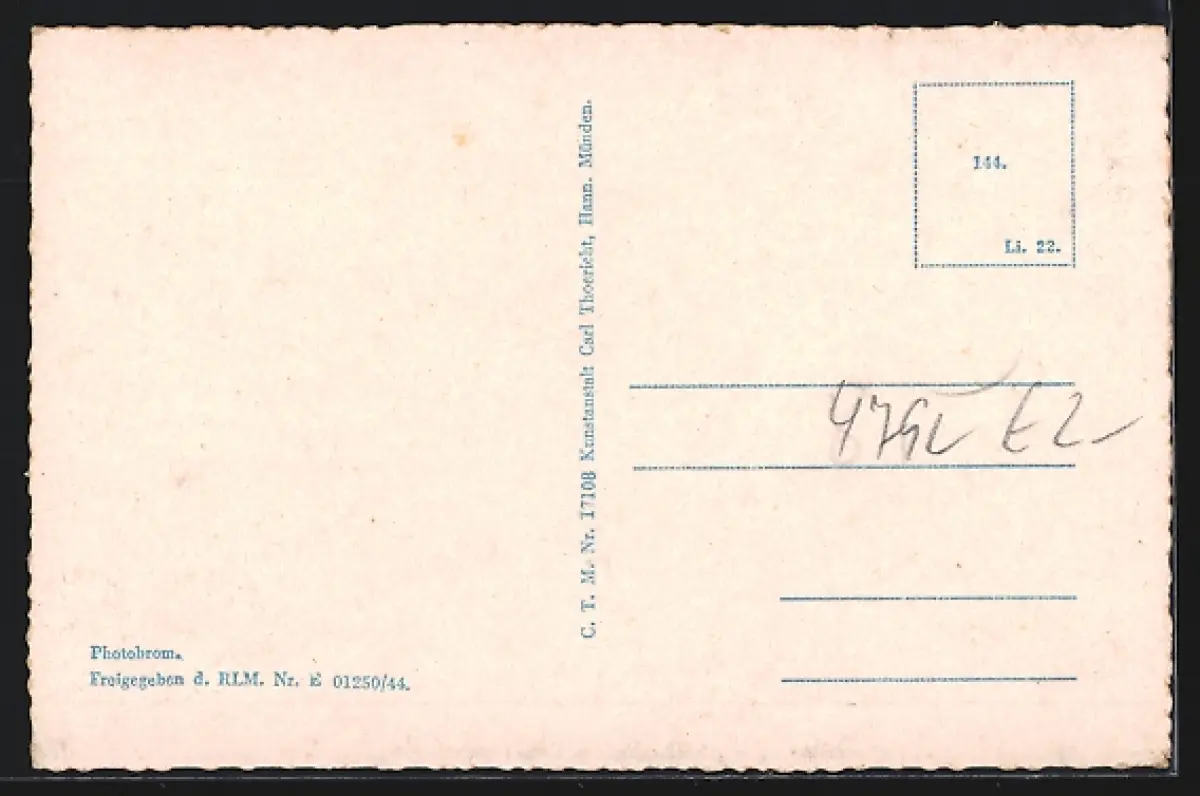 144.
Li. 22.
C. T. M. Nr. 17108 Kunstanstalt Carl Thoericht, Hann. Münden.
Photobrom.
Freigegeben d. RLM. Nr. E 01250/44.